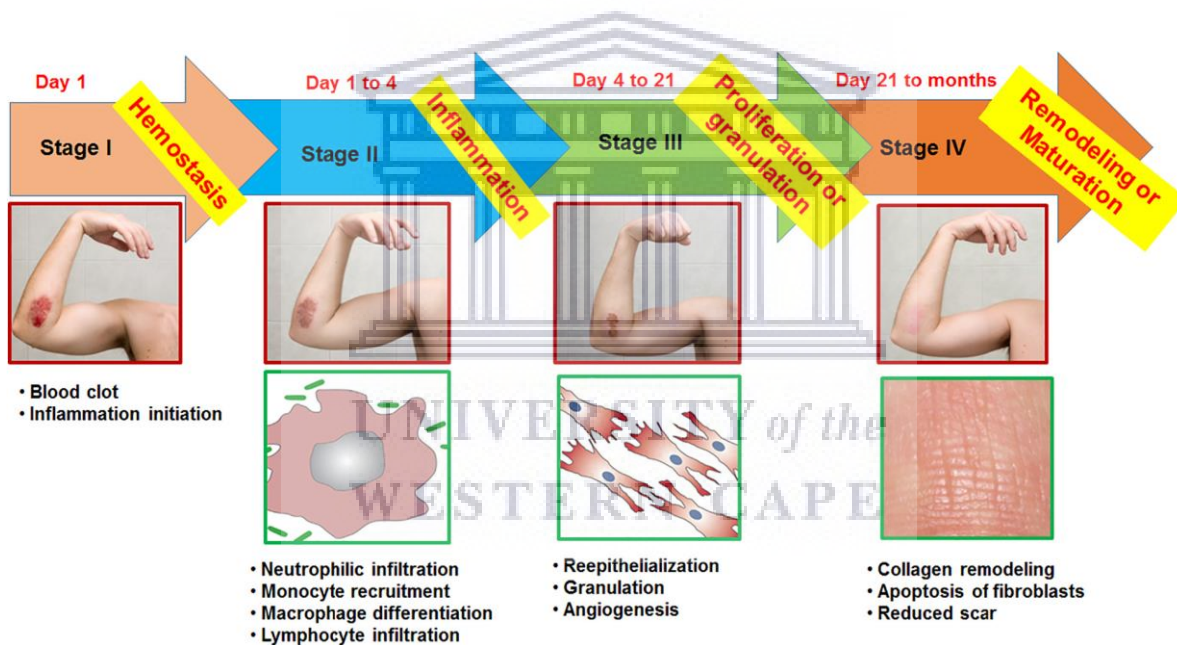 Day 1
Day 1 to 4
Day 4 to 21
Day 21 to months
Stage I
Hemostasis
Stage II
Inflammation
Stage III
Proliferation or
granulation
Stage IV
Remodeling or
Maturation
• Blood clot
• Inflammation initiation
UNIVERSITY of the
WESTERN CAPE
• Neutrophilic infiltration
• Monocyte recruitment
• Macrophage differentiation
• Lymphocyte infiltration
• Reepithelialization
• Granulation
• Angiogenesis
• Collagen remodeling
• Apoptosis of fibroblasts
• Reduced scar